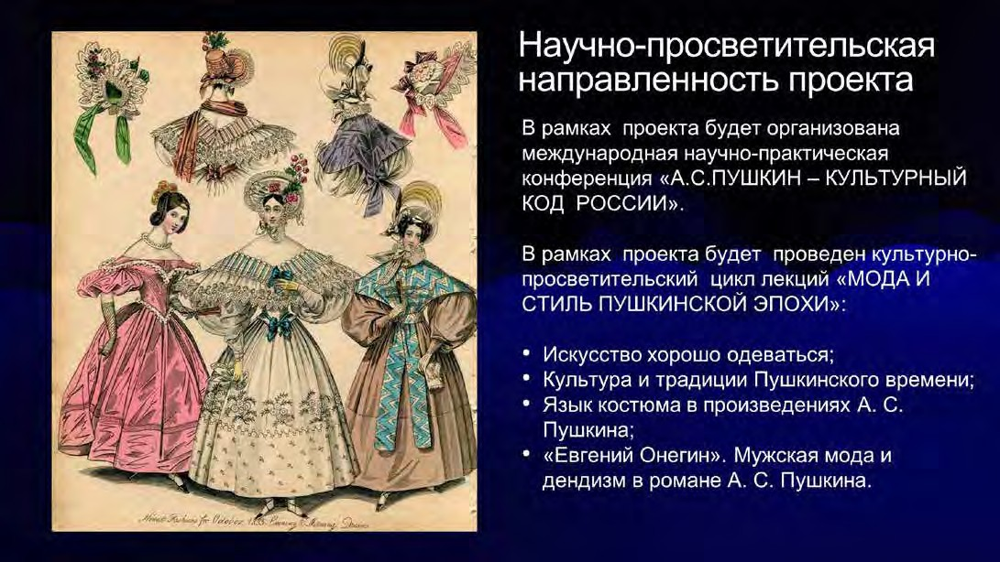 Научно-просветительская
направленность проекта
В рамках проекта будет организована
международная научно-практическая
конференция «А.С.ПУШКИН – КУЛЬТУРНЫЙ
КОД РОССИИ».
В рамках проекта будет проведен культурно-
просветительский цикл лекций «МОДА И
СТИЛЬ ПУШКИНСКОЙ ЭПОХИ»:
• Искусство хорошо одеваться;
• Культура и традиции Пушкинского времени;
• Язык костюма в произведениях А. С.
Пушкина;
• «Евгений Онегин». Мужская мода и
дендизм в романе А. С. Пушкина.
Fashions for October Evening & Morning Dresses